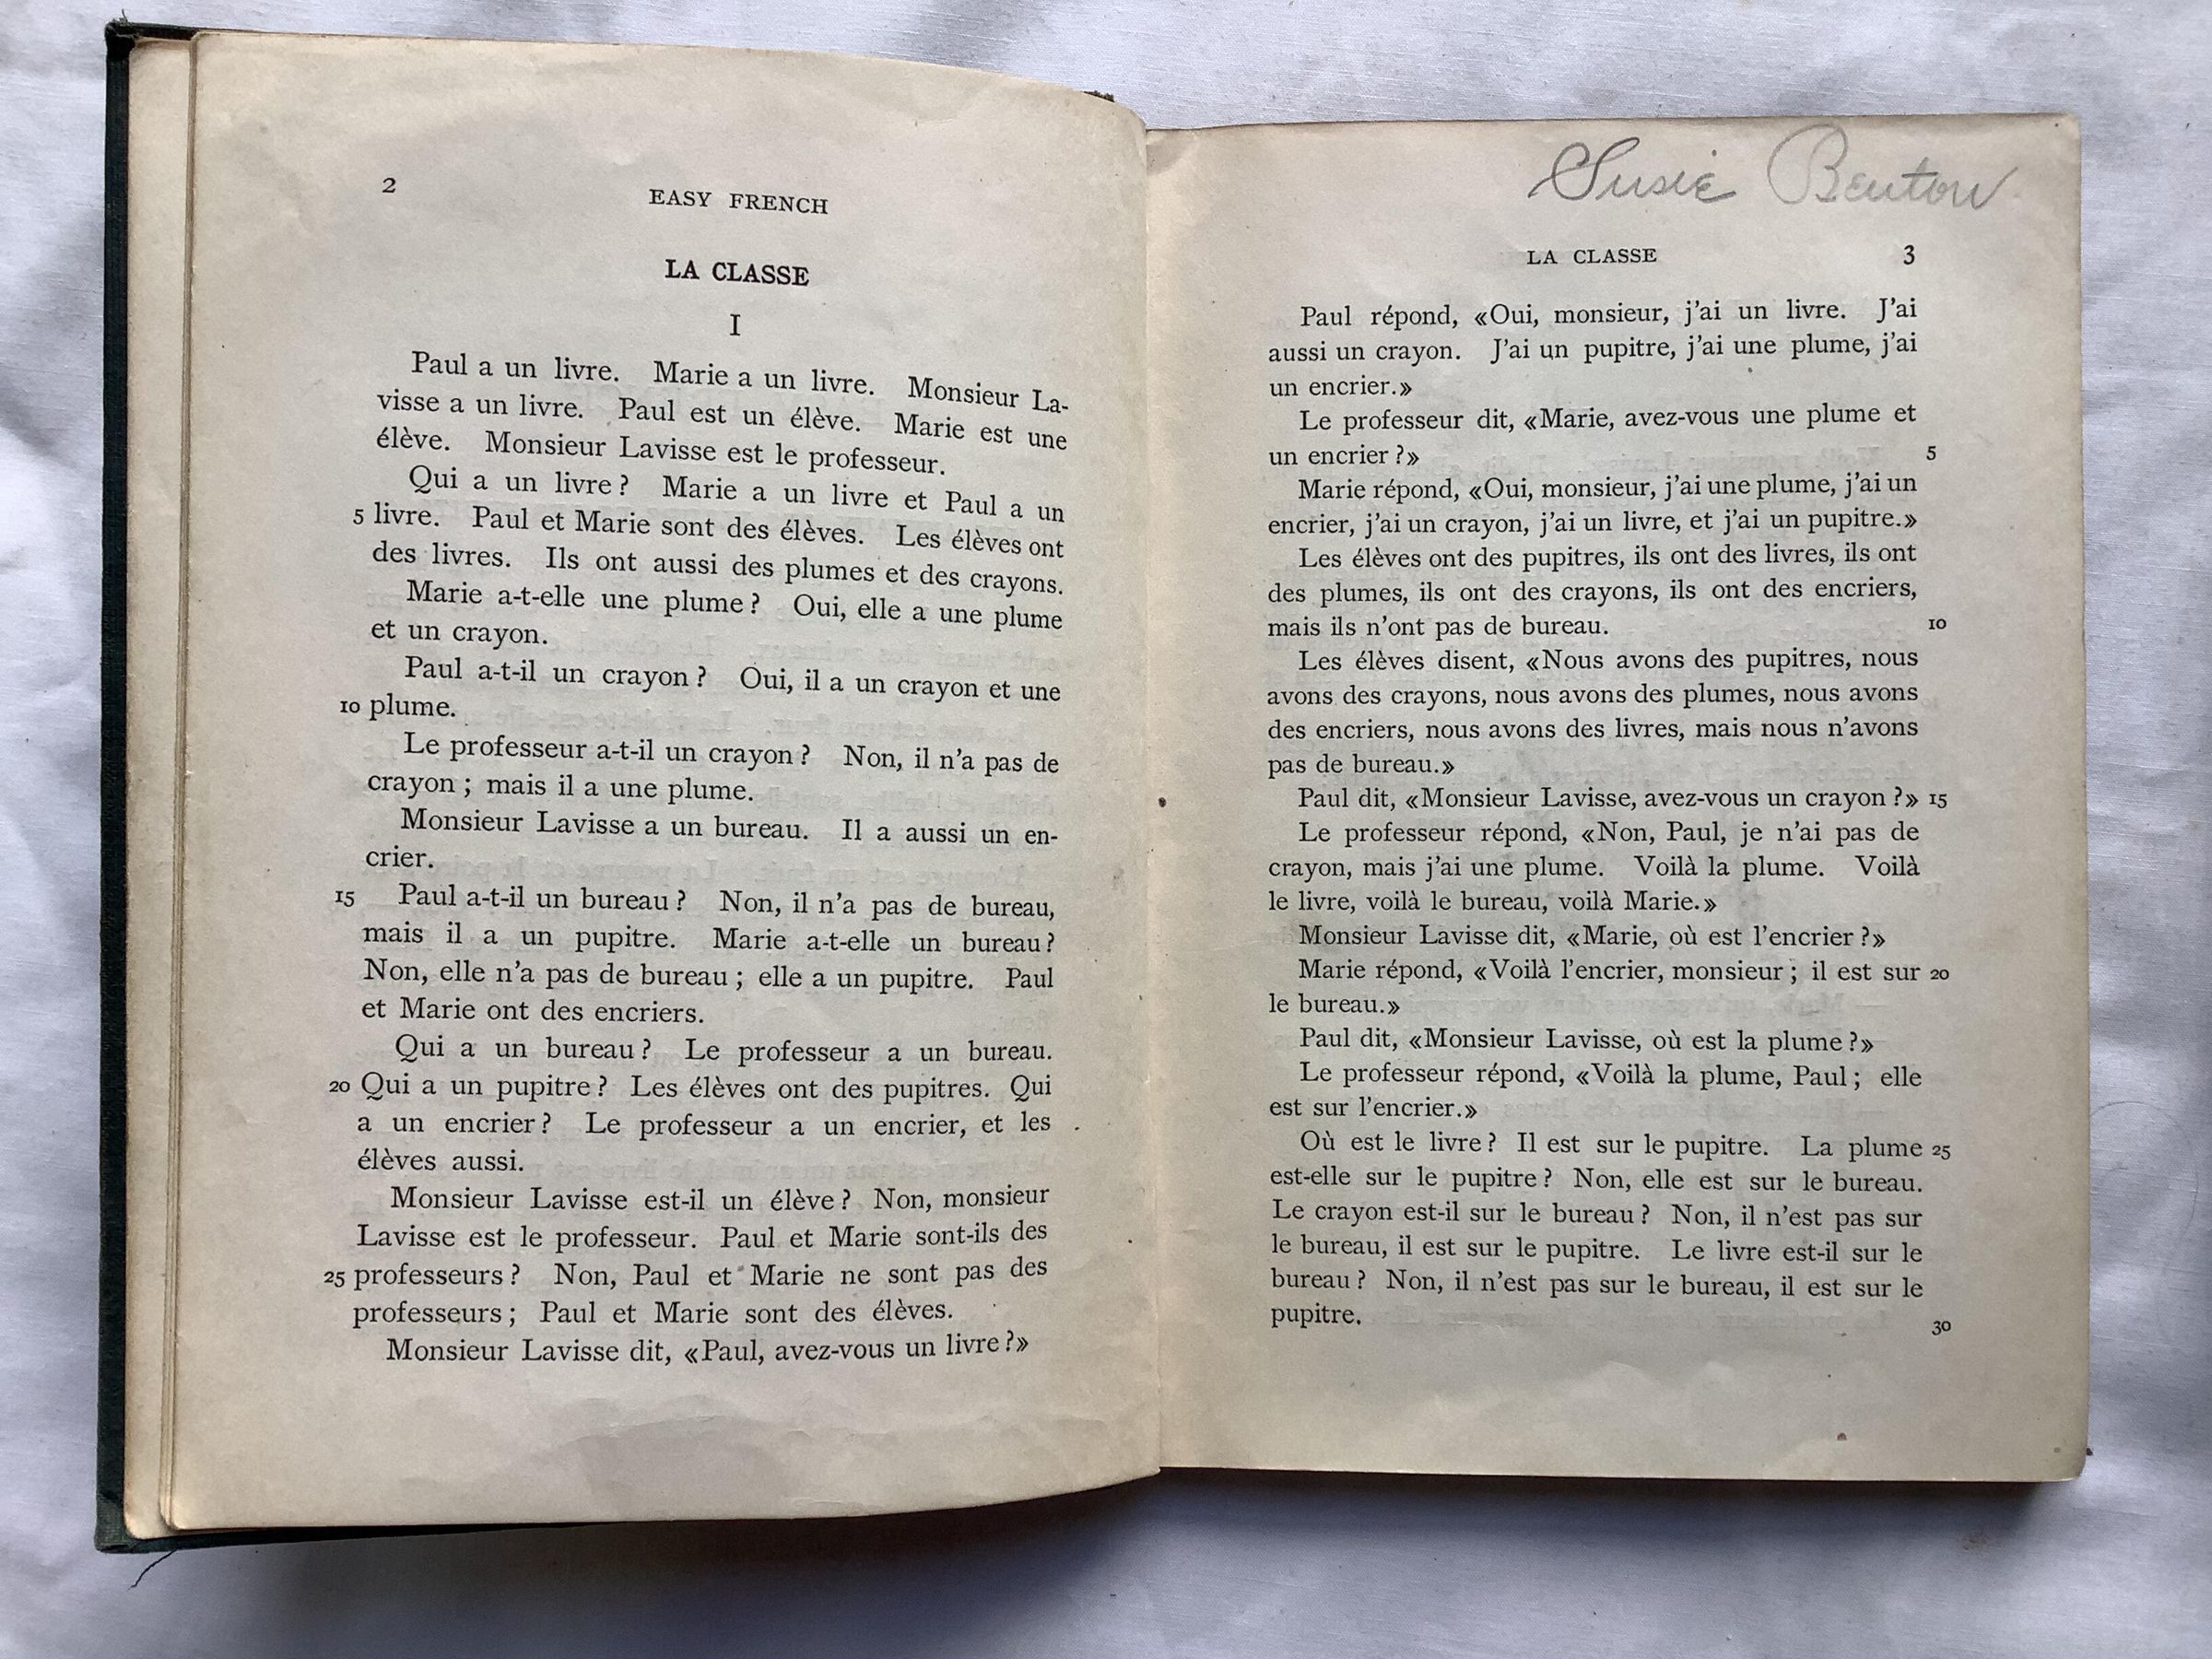 2
EASY FRENCH
LA CLASSE
I
Paul a un livre. Marie a un livre. Monsieur La-
visse a un livre. Paul est un élève. Marie est une
élève. Monsieur Lavisse est le professeur.
Qui a un livre? Marie a un livre et Paul a un
5 livre. Paul et Marie sont des élèves. Les élèves ont
des livres. Ils ont aussi des plumes et des crayons.
Marie a-t-elle une plume? Oui, elle a une plume
et un crayon.
Paul a-t-il un crayon? Oui, il a un crayon et une
10 plume.
Le professeur a-t-il un crayon? Non, il n'a pas de
crayon; mais il a une plume.
Monsieur Lavisse a un bureau. Il a aussi un en-
crier.
15 Paul a-t-il un bureau? Non, il n'a pas de bureau,
mais il a un pupitre. Marie a-t-elle un bureau?
Non, elle n'a pas de bureau; elle a un pupitre. Paul
et Marie ont des encriers.
Qui a un bureau? Le professeur a un bureau.
20 Qui a un pupitre? Les élèves ont des pupitres. Qui
a un encrier? Le professeur a un encrier, et les
élèves aussi.
Monsieur Lavisse est-il un élève? Non, monsieur
Lavisse est le professeur. Paul et Marie sont-ils des
25 professeurs? Non, Paul et Marie ne sont pas des
professeurs; Paul et Marie sont des élèves.
Monsieur Lavisse dit, «Paul, avez-vous un livre?»
Susie Benton
LA CLASSE 3
Paul répond, «Oui, monsieur, j'ai un livre. J'ai
aussi un crayon. J'ai un pupitre, j'ai une plume, j'ai
un encrier.»
Le professeur dit, «Marie, avez-vous une plume et
un encrier?» 5
Marie répond, «Oui, monsieur, j'ai une plume, j'ai un
encrier, j'ai un crayon, j'ai un livre, et j'ai un pupitre.»
Les élèves ont des pupitres, ils ont des livres, ils ont
des plumes, ils ont des crayons, ils ont des encriers,
mais ils n'ont pas de bureau. 10
Les élèves disent, «Nous avons des pupitres, nous
avons des crayons, nous avons des plumes, nous avons
des encriers, nous avons des livres, mais nous n'avons
pas de bureau.»
Paul dit, «Monsieur Lavisse, avez-vous un crayon?» 15
Le professeur répond, «Non, Paul, je n'ai pas de
crayon, mais j'ai une plume. Voilà la plume. Voilà
le livre, voilà le bureau, voilà Marie.»
Monsieur Lavisse dit, «Marie, où est l'encrier?»
Marie répond, «Voilà l'encrier, monsieur; il est sur 20
le bureau.»
Paul dit, «Monsieur Lavisse, où est la plume?»
Le professeur répond, «Voilà la plume, Paul; elle
est sur l'encrier.»
Où est le livre? Il est sur le pupitre. La plume 25
est-elle sur le pupitre? Non, elle est sur le bureau.
Le crayon est-il sur le bureau? Non, il n'est pas sur
le bureau, il est sur le pupitre. Le livre est-il sur le
bureau? Non, il n'est pas sur le bureau, il est sur le
pupitre. 30